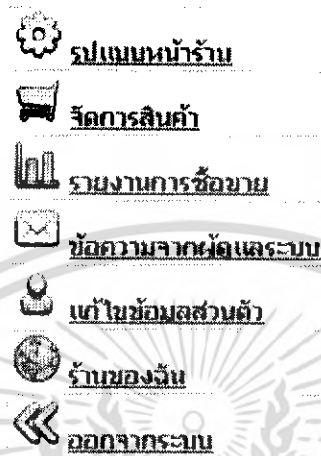 รูปแบบหน้าร้าน
จัดการสินค้า
รายงานการซื้อขาย
ข้อความจากผู้ดูแลระบบ
แก้ไขข้อมูลส่วนตัว
ร้านของฉัน
ออกจากระบบ